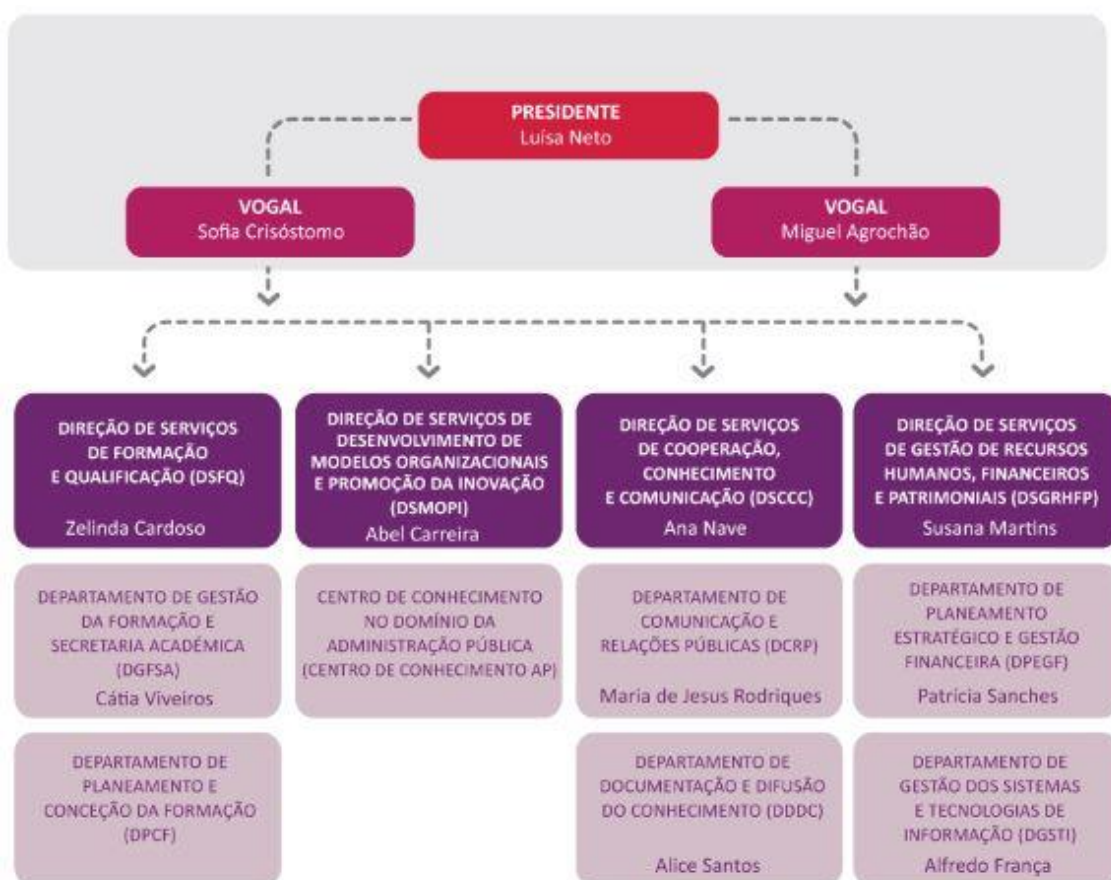 PRESIDENTE
Luísa Neto
VOGAL
Sofia Crisóstomo
VOGAL
Miguel Agrochão
DIREÇÃO DE SERVIÇOS
DE FORMAÇÃO
E QUALIFICAÇÃO (DSFQ)
Zelinda Cardoso
DIREÇÃO DE SERVIÇOS DE
DESENVOLVIMENTO DE
MODELOS ORGANIZACIONAIS
E PROMOÇÃO DA INOVAÇÃO
(DSMOPI)
Abel Carreira
DIREÇÃO DE SERVIÇOS
DE COOPERAÇÃO,
CONHECIMENTO
E COMUNICAÇÃO (DSCCC)
Ana Nave
DIREÇÃO DE SERVIÇOS
DE GESTÃO DE RECURSOS
HUMANOS, FINANCEIROS
E PATRIMONIAIS (DSGRHFP)
Susana Martins
DEPARTAMENTO DE GESTÃO
DA FORMAÇÃO E
SECRETARIA ACADÉMICA
(DGFSA)
Cátia Viveiros
CENTRO DE CONHECIMENTO
NO DOMÍNIO DA
ADMINISTRAÇÃO PÚBLICA
(CENTRO DE CONHECIMENTO AP)
DEPARTAMENTO DE
COMUNICAÇÃO E
RELAÇÕES PÚBLICAS (DCRP)
Maria de Jesus Rodriques
DEPARTAMENTO DE
PLANEAMENTO
ESTRATÉGICO E GESTÃO
FINANCEIRA (DPEGF)
Patricia Sanches
DEPARTAMENTO DE
PLANEAMENTO E
CONCEÇÃO DA FORMAÇÃO
(DPCF)
DEPARTAMENTO DE
DOCUMENTAÇÃO E DIFUSÃO
DO CONHECIMENTO (DDDC)
Alice Santos
DEPARTAMENTO DE
GESTÃO DOS SISTEMAS
E TECNOLOGIAS DE
INFORMAÇÃO (DGSTI)
Alfredo França